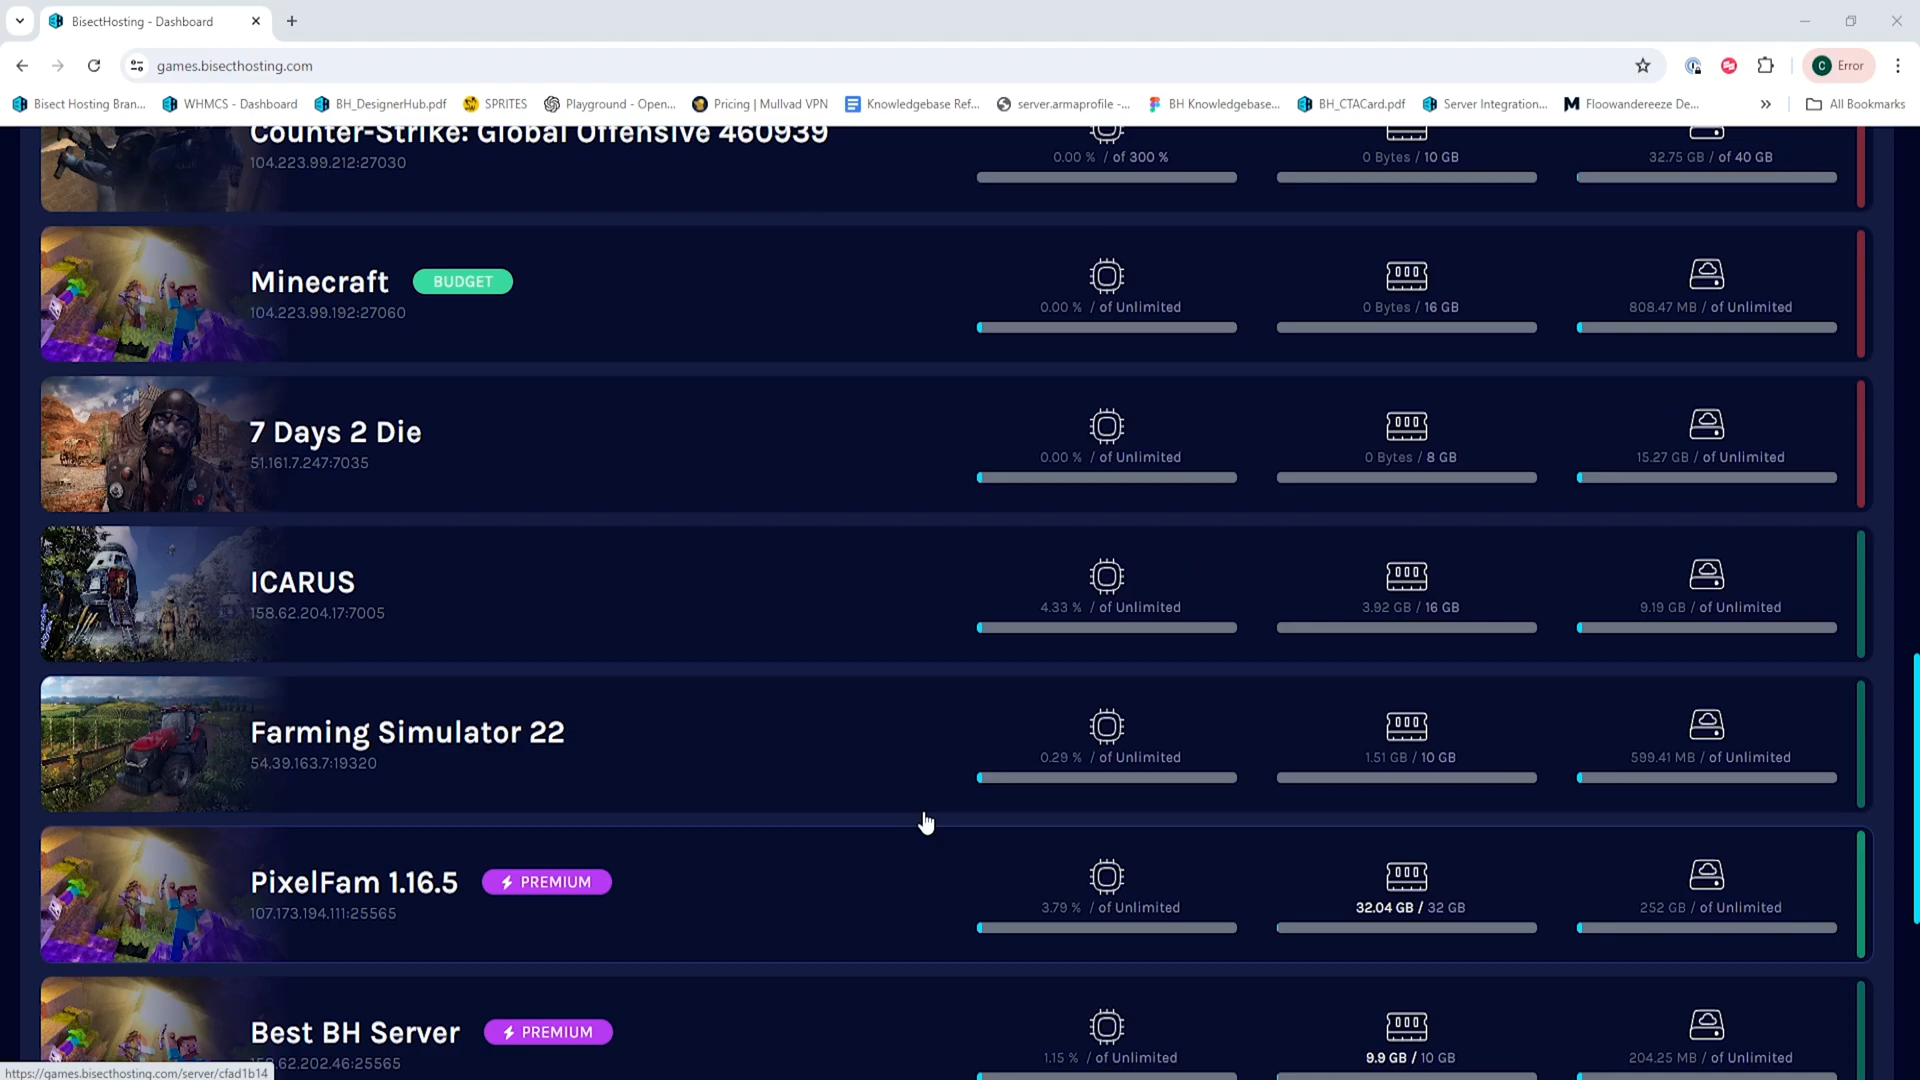 BisectHosting - Dashboard
games.bisecthosting.com
C Error
Bisect Hosting Bran...
WHMCS - Dashboard
BH_DesignerHub.pdf
SPRITES
Playground - Open...
Pricing | Mullvad VPN
Knowledgebase Ref...
server.armaprofile -...
BH Knowledgebase...
BH_CTACard.pdf
Server Integration...
Floowandereeze De...
All Bookmarks
Counter-Strike: Global Offensive 460939
104.223.99.212:27030
0.00 % / of 300 %
0 Bytes / 10 GB
32.75 GB / of 40 GB
Minecraft BUDGET
104.223.99.192:27060
0.00 % / of Unlimited
0 Bytes / 16 GB
808.47 MB / of Unlimited
7 Days 2 Die
51.161.7.247:7035
0.00 % / of Unlimited
0 Bytes / 8 GB
15.27 GB / of Unlimited
ICARUS
158.62.204.17:7005
4.33 % / of Unlimited
3.92 GB / 16 GB
9.19 GB / of Unlimited
Farming Simulator 22
54.39.163.7:19320
0.29 % / of Unlimited
1.51 GB / 10 GB
599.41 MB / of Unlimited
PixelFam 1.16.5 PREMIUM
107.173.194.111:25565
3.79 % / of Unlimited
32.04 GB / 32 GB
252 GB / of Unlimited
Best BH Server PREMIUM
62.202.46:25565
1.15 % / of Unlimited
9.9 GB / 10 GB
204.25 MB / of Unlimited
https://games.bisecthosting.com/server/cfad1b14